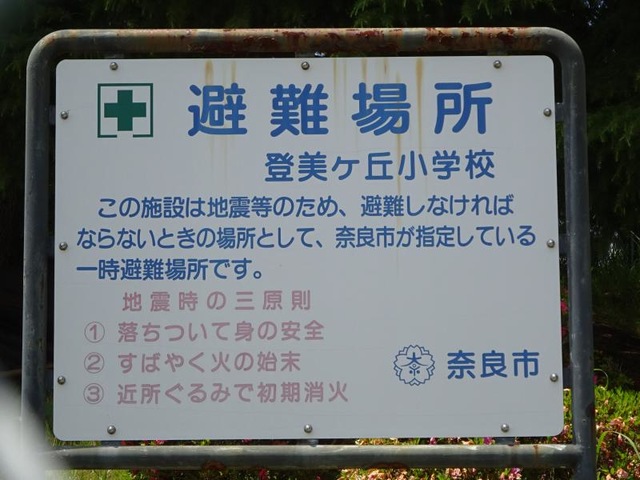 避難場所
登美ヶ丘小学校
この施設は地震等のため、避難しなければ
ならないときの場所として、奈良市が指定している
一時避難場所です。
地震時の三原則
① 落ちついて身の安全
② すばやく火の始末
③ 近所ぐるみで初期消火
奈良市